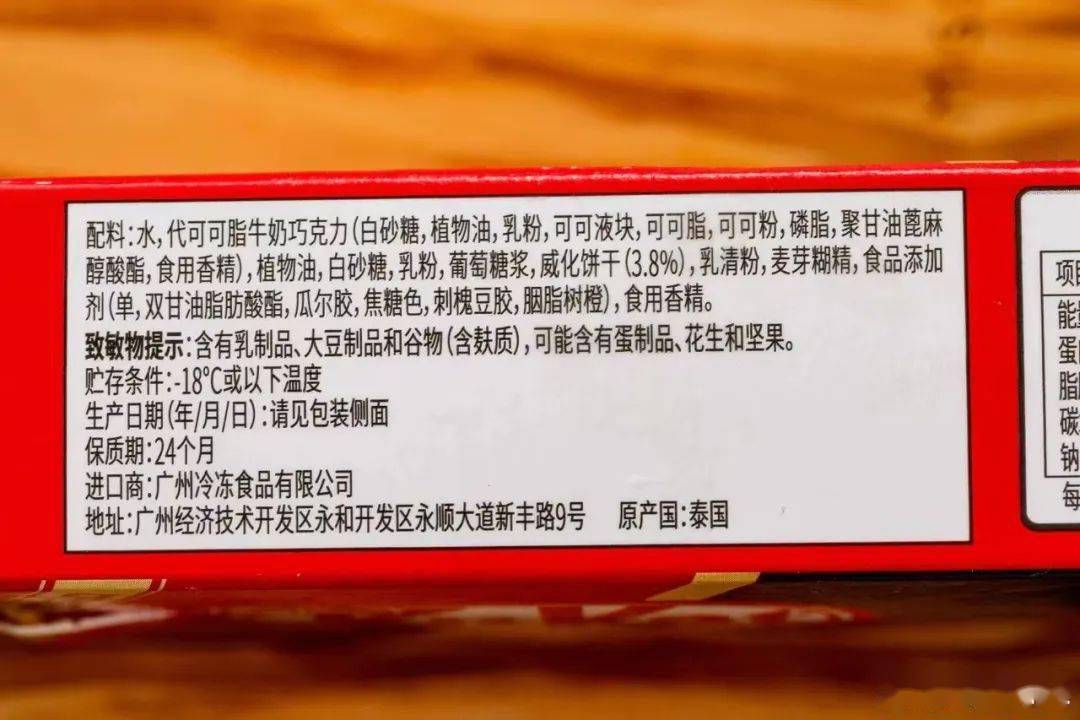 配料:水,代可可脂牛奶巧克力(白砂糖,植物油,乳粉,可可液块,可可脂,可可粉,磷脂,聚甘油蓖麻
醇酸酯,食用香精),植物油,白砂糖,乳粉,葡萄糖浆,威化饼干(3.8%),乳清粉,麦芽糊精,食品添加
剂(单,双甘油脂肪酸酯,瓜尔胶,焦糖色,刺槐豆胶,胭脂树橙),食用香精。
致敏物提示:含有乳制品、大豆制品和谷物(含麸质),可能含有蛋制品、花生和坚果。
贮存条件:-18℃或以下温度
生产日期(年/月/日):请见包装侧面
保质期:24个月
进口商:广州冷冻食品有限公司
地址:广州经济技术开发区永和开发区永顺大道新丰路9号 原产国:泰国
项
能
蛋
脂
碳
钠
每